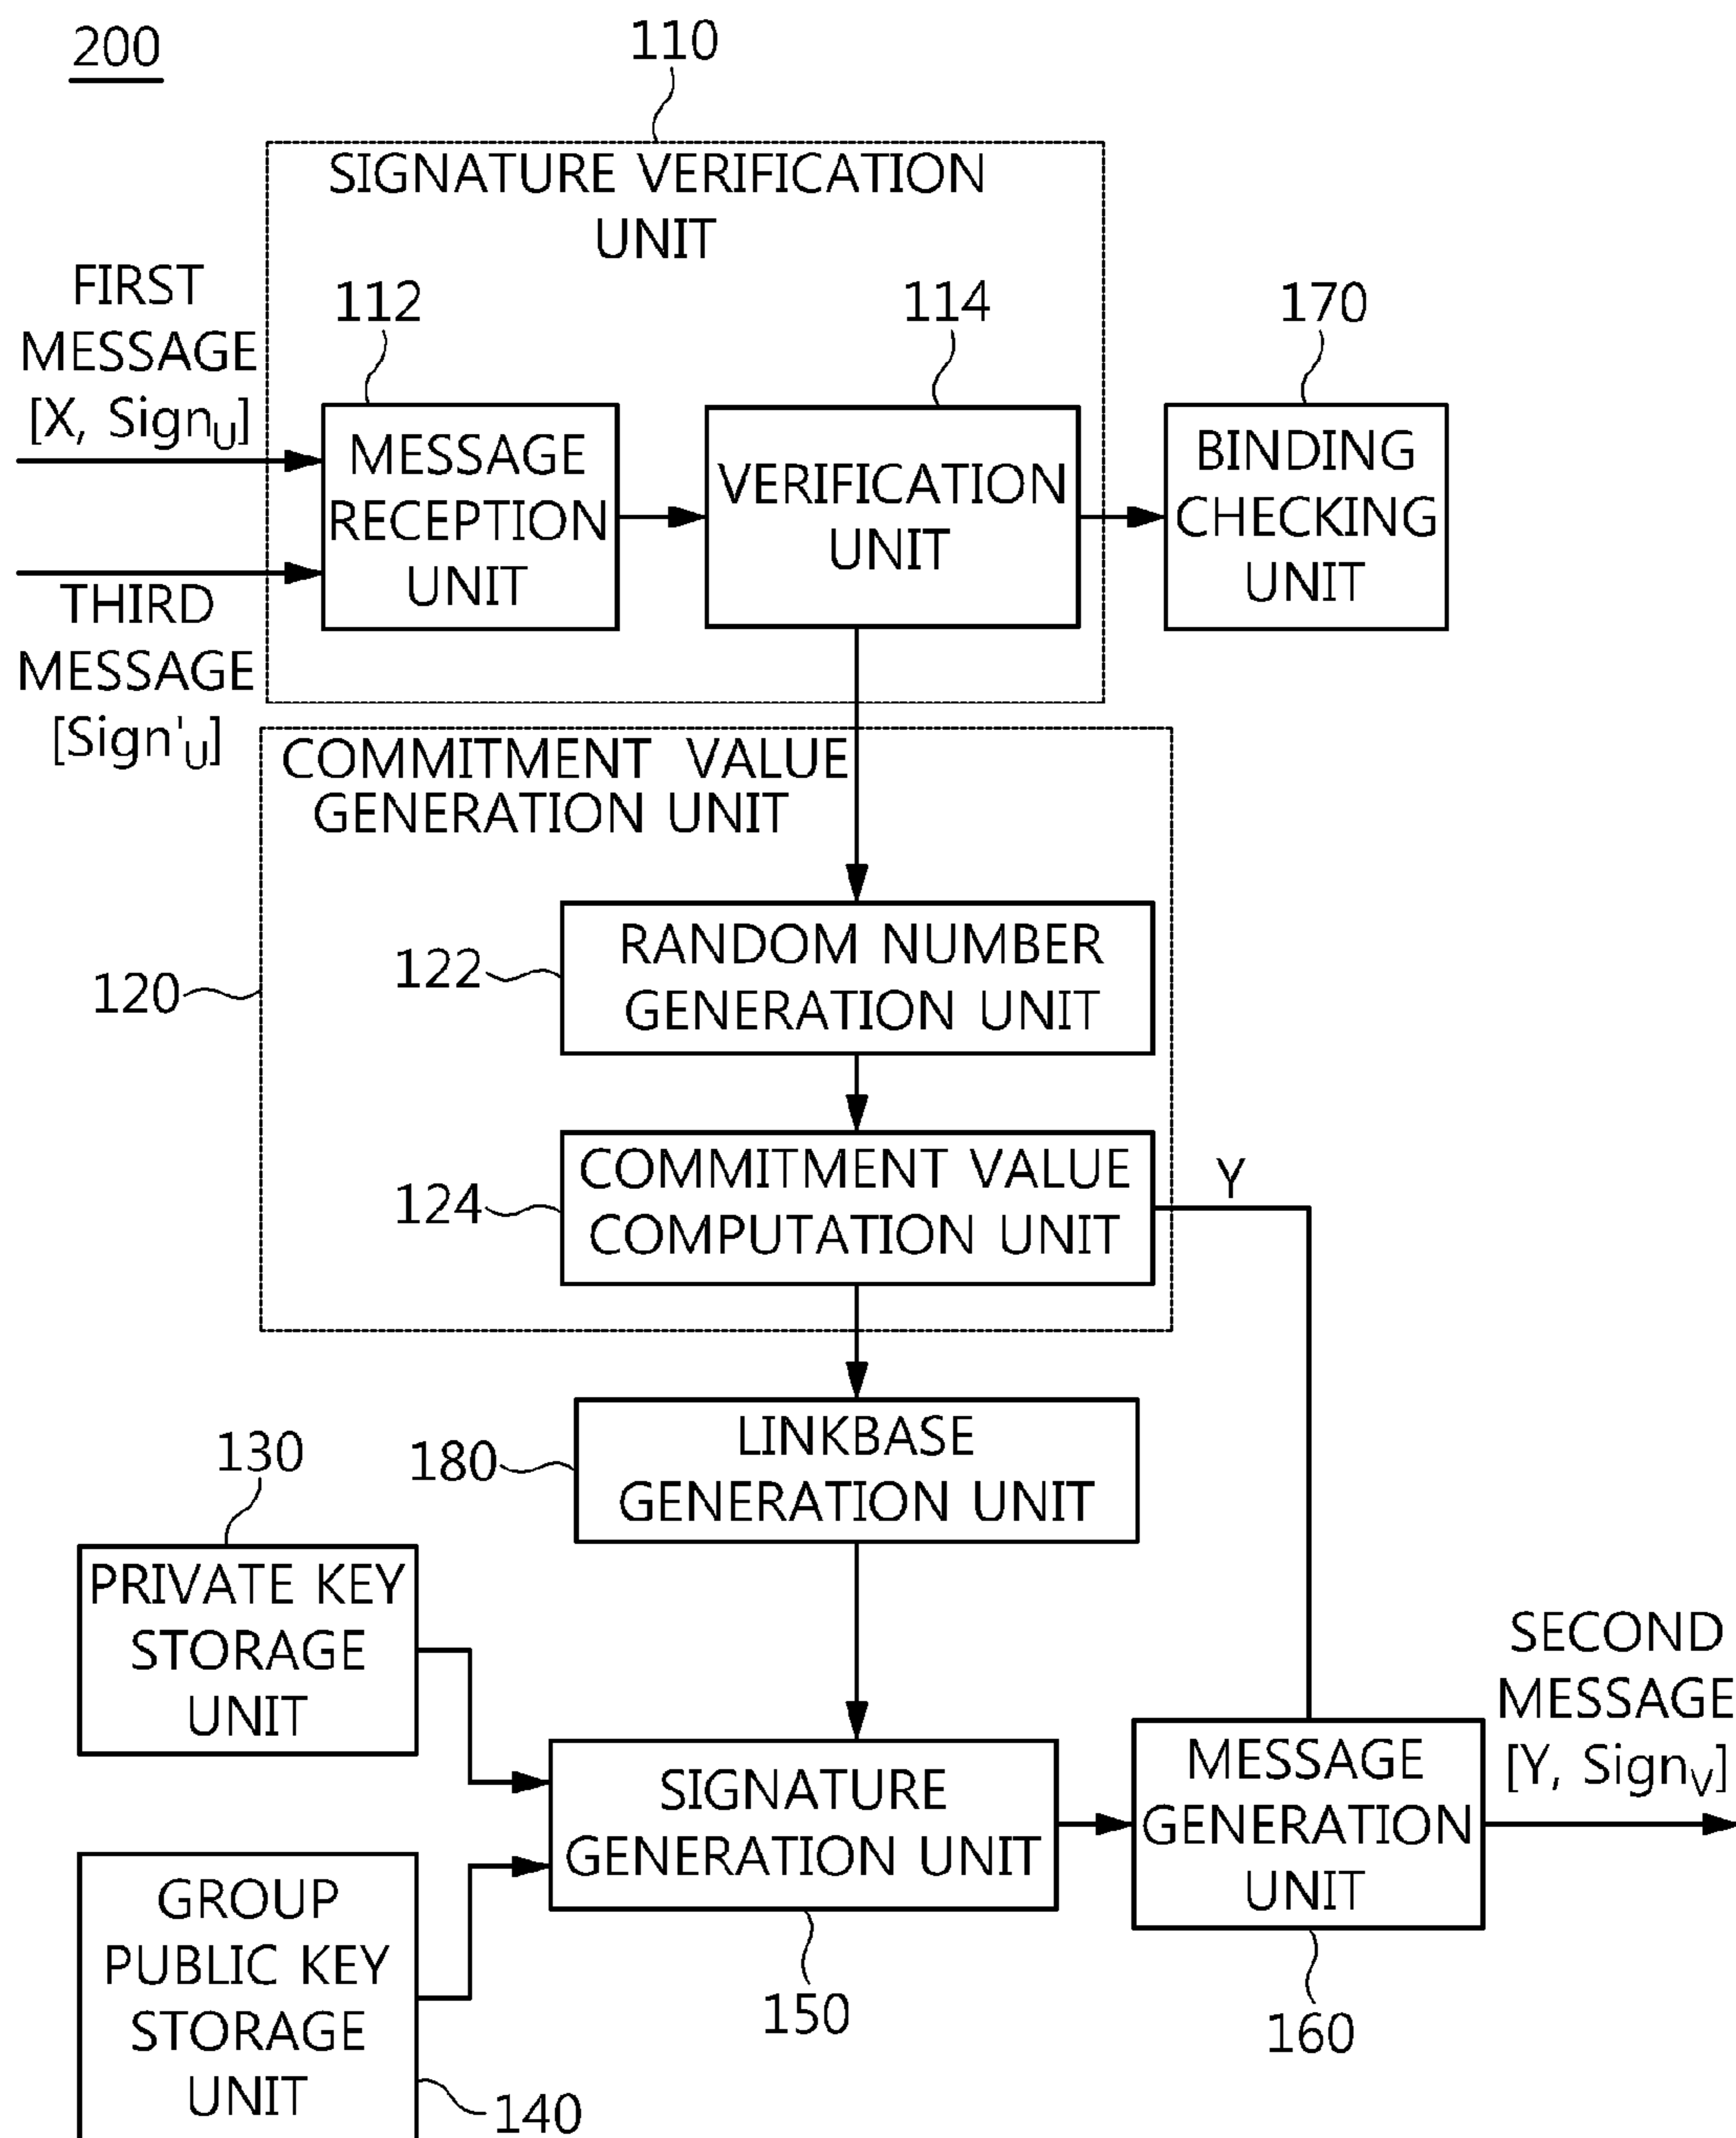 200
110
SIGNATURE VERIFICATION
UNIT
FIRST
MESSAGE
[X, Sign_U]
112
114
170
MESSAGE
RECEPTION
UNIT
VERIFICATION
UNIT
BINDING
CHECKING
UNIT
THIRD
MESSAGE
[Sign'_U]
COMMITMENT VALUE
GENERATION UNIT
120
122
RANDOM NUMBER
GENERATION UNIT
124
COMMITMENT VALUE
COMPUTATION UNIT
Y
180
LINKBASE
GENERATION UNIT
130
PRIVATE KEY
STORAGE
UNIT
GROUP
PUBLIC KEY
STORAGE
UNIT
140
SIGNATURE
GENERATION UNIT
150
MESSAGE
GENERATION
UNIT
160
SECOND
MESSAGE
[Y, Sign_V]